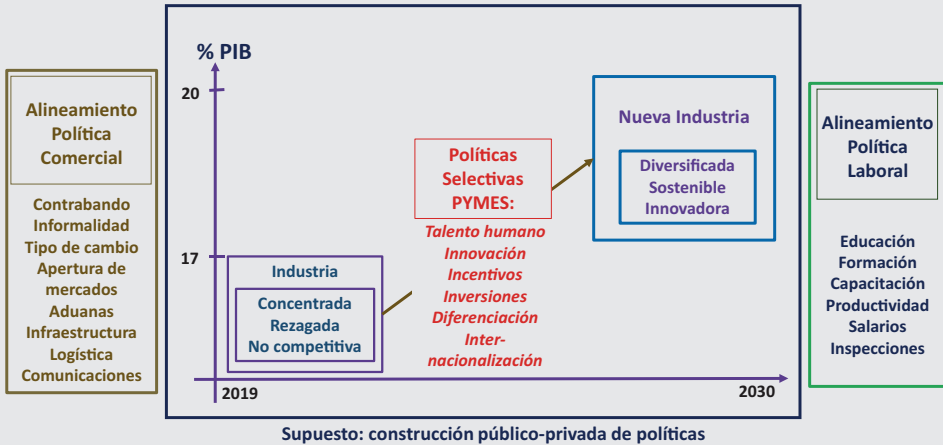 Alineamiento
Política
Comercial
Contrabando
Informalidad
Tipo de cambio
Apertura de
mercados
Aduanas
Infraestructura
Logística
Comunicaciones
% PIB
20
17
2019
2030
Industria
Concentrada
Rezagada
No competitiva
Políticas
Selectivas
PYMES:
Talento humano
Innovación
Incentivos
Inversiones
Diferenciación
Inter-
nacionalización
Nueva Industria
Diversificada
Sostenible
Innovadora
Alineamiento
Política
Laboral
Educación
Formación
Capacitación
Productividad
Salarios
Inspecciones
Supuesto: construcción público-privada de políticas